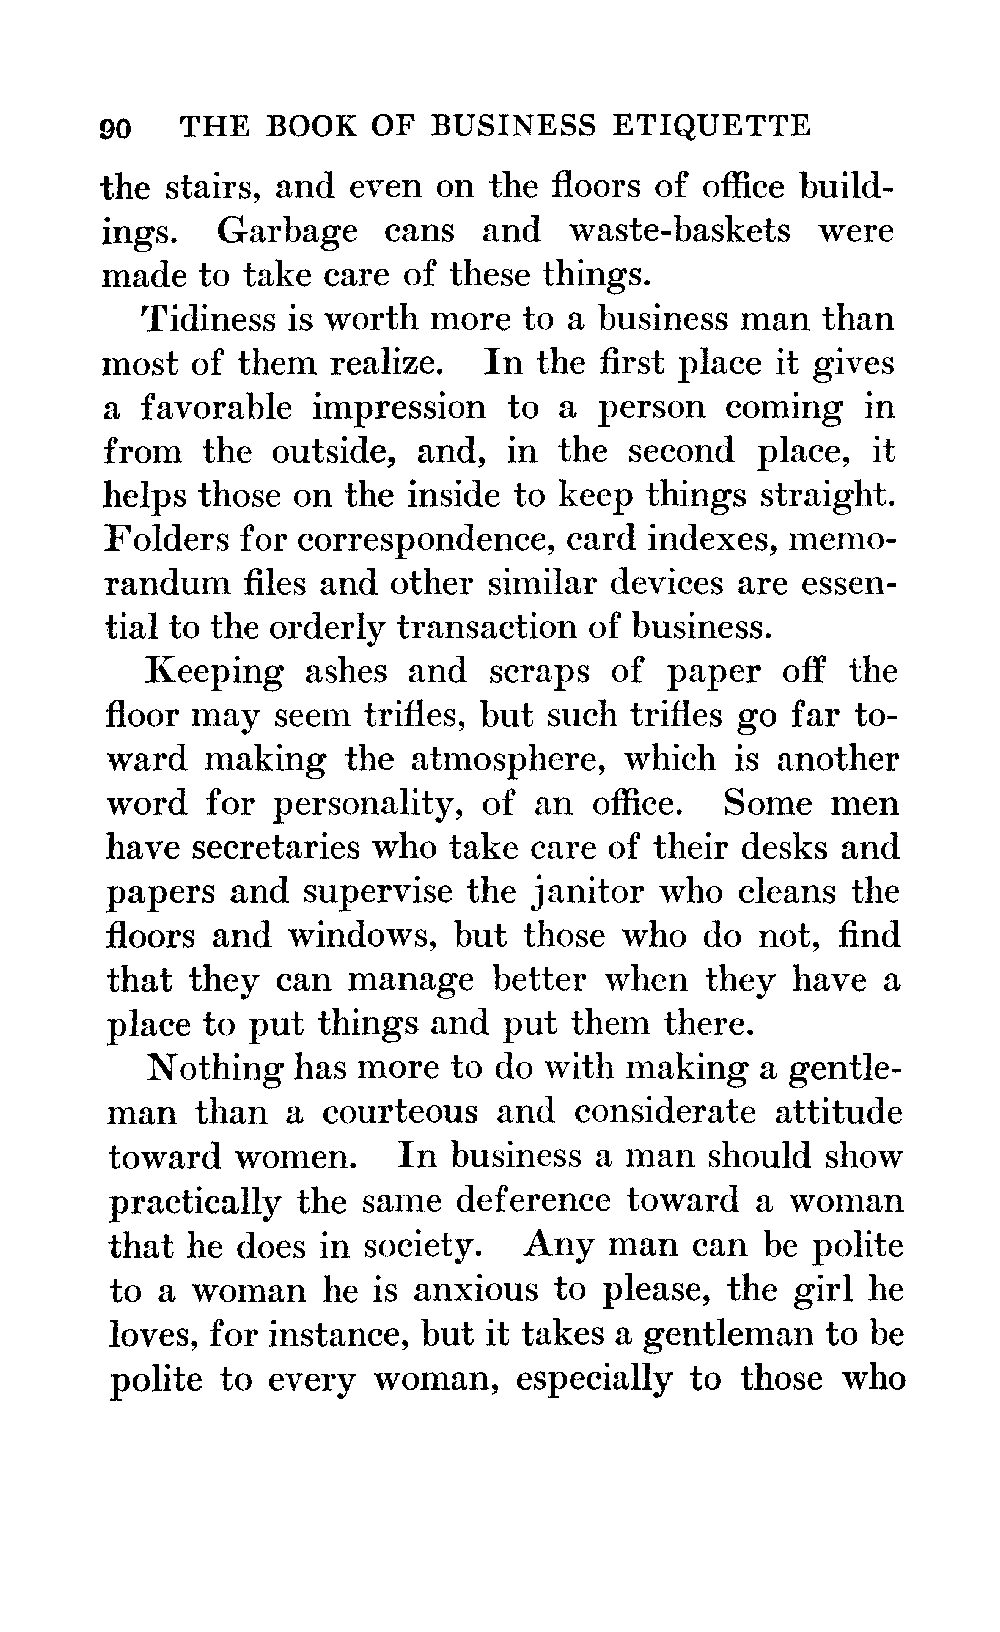 90 THE BOOK OF BUSINESS ETIQUETTE
the stairs, and even on the floors of office build-
ings. Garbage cans and waste-baskets were
made to take care of these things.
Tidiness is worth more to a business man than
most of them realize. In the first place it gives
a favorable impression to a person coming in
from the outside, and, in the second place, it
helps those on the inside to keep things straight.
Folders for correspondence, card indexes, memo-
randum files and other similar devices are essen-
tial to the orderly transaction of business.
Keeping ashes and scraps of paper off the
floor may seem trifles, but such trifles go far to-
ward making the atmosphere, which is another
word for personality, of an office. Some men
have secretaries who take care of their desks and
papers and supervise the janitor who cleans the
floors and windows, but those who do not, find
that they can manage better when they have a
place to put things and put them there.
Nothing has more to do with making a gentle-
man than a courteous and considerate attitude
toward women. In business a man should show
practically the same deference toward a woman
that he does in society. Any man can be polite
to a woman he is anxious to please, the girl he
loves, for instance, but it takes a gentleman to be
polite to every woman, especially to those who